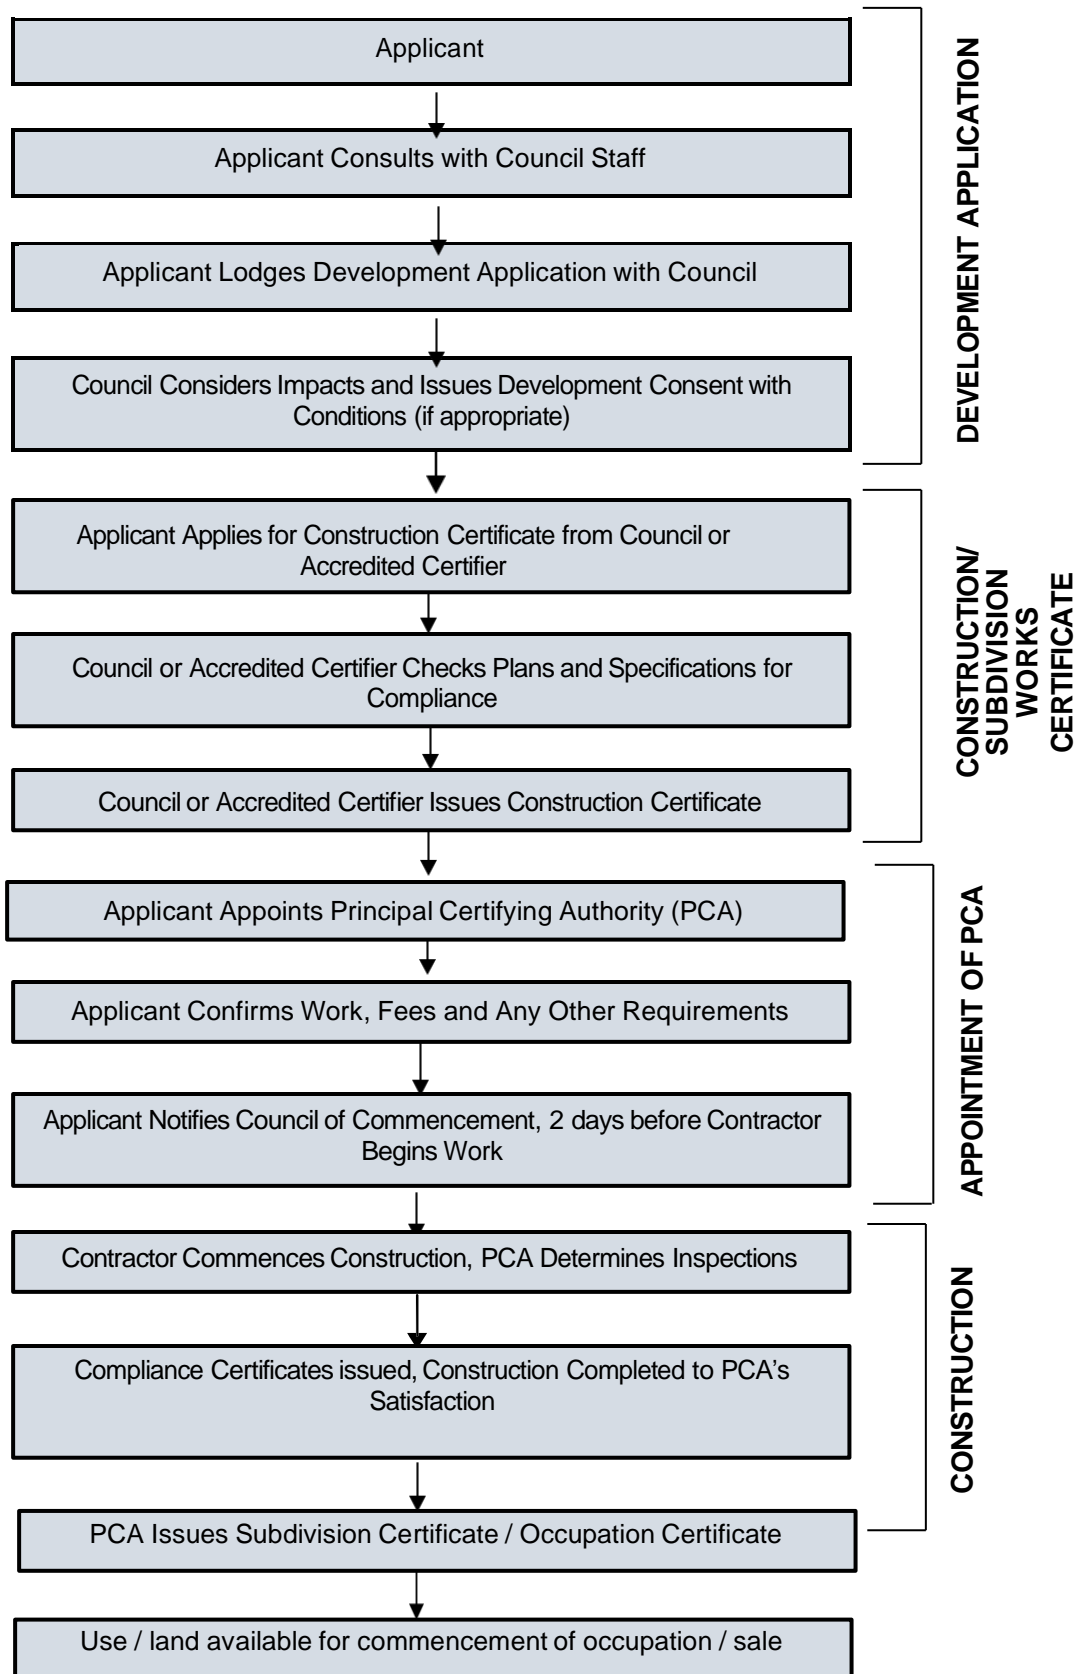 Applicant
Applicant Consults with Council Staff
Applicant Lodges Development Application with Council
Council Considers Impacts and Issues Development Consent with
Conditions (if appropriate)
DEVELOPMENT APPLICATION
Applicant Applies for Construction Certificate from Council or
Accredited Certifier
Council or Accredited Certifier Checks Plans and Specifications for
Compliance
Council or Accredited Certifier Issues Construction Certificate
CONSTRUCTION/
SUBDIVISION
WORKS
CERTIFICATE
Applicant Appoints Principal Certifying Authority (PCA)
Applicant Confirms Work, Fees and Any Other Requirements
Applicant Notifies Council of Commencement, 2 days before Contractor
Begins Work
APPOINTMENT OF PCA
Contractor Commences Construction, PCA Determines Inspections
Compliance Certificates issued, Construction Completed to PCA’s
Satisfaction
PCA Issues Subdivision Certificate / Occupation Certificate
CONSTRUCTION
Use / land available for commencement of occupation / sale